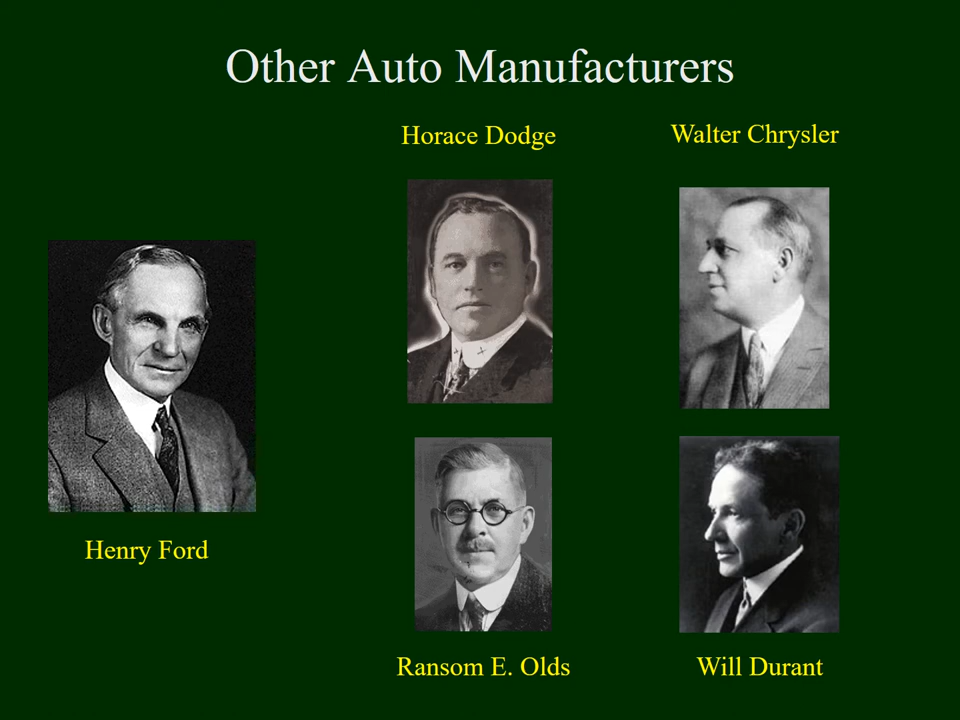 Other Auto Manufacturers
Horace Dodge
Walter Chrysler
Henry Ford
Ransom E. Olds
Will Durant